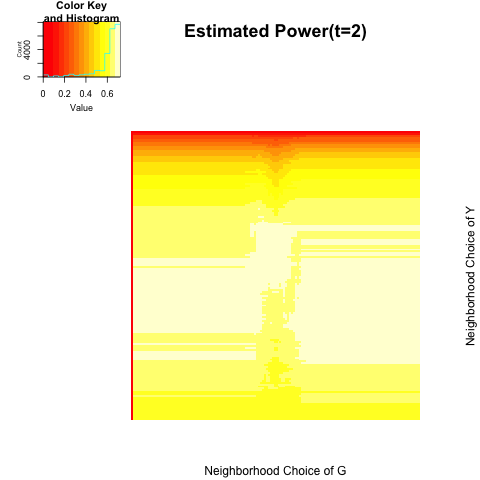 Color Key
and Histogram
Estimated Power(t=2)
Count
0 4000
0 0.2 0.4 0.6
Value
Neighborhood Choice of Y
Neighborhood Choice of G